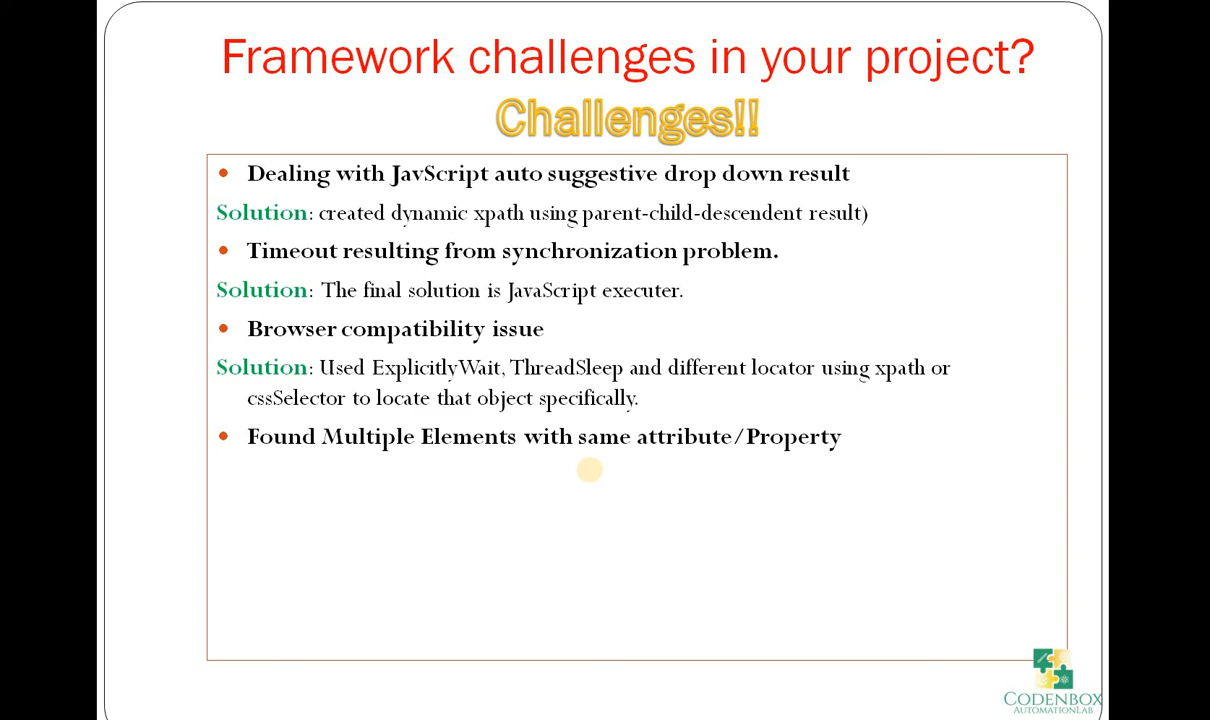 Framework challenges in your project?
Challenges!!
• Dealing with JavScript auto suggestive drop down result
Solution: created dynamic xpath using parent-child-descendent result)
• Timeout resulting from synchronization problem.
Solution: The final solution is JavaScript executer.
• Browser compatibility issue
Solution: Used ExplicitlyWait, ThreadSleep and different locator using xpath or
cssSelector to locate that object specifically.
• Found Multiple Elements with same attribute/Property
CODENBOX
AUTOMATIONLAB